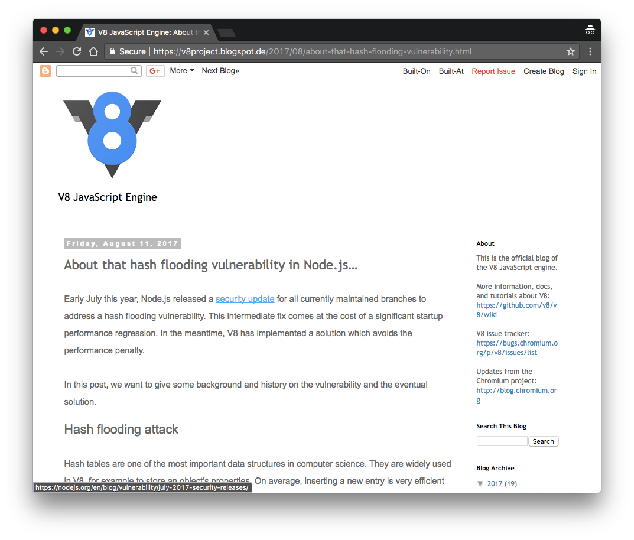 V8 JavaScript Engine: About t
Secure | https://v8project.blogspot.de/2017/08/about-that-hash-flooding-vulnerability.html
G+ More Next Blog» Built-On Built-At Report Issue Create Blog Sign In
8
V8 JavaScript Engine
Friday, August 11, 2017
About that hash flooding vulnerability in Node.js…
Early July this year, Node.js released a security update for all currently maintained branches to
address a hash flooding vulnerability. This intermediate fix comes at the cost of a significant startup
performance regression. In the meantime, V8 has implemented a solution which avoids the
performance penalty.
In this post, we want to give some background and history on the vulnerability and the eventual
solution.
Hash flooding attack
Hash tables are one of the most important data structures in computer science. They are widely used
in V8, for example to store an object's properties. On average, inserting a new entry is very efficient
https://nodejs.org/en/blog/vulnerability/july-2017-security-releases/
About
This is the official blog of
the V8 JavaScript engine.
More information, docs,
and tutorials about V8:
https://github.com/v8/v
8/wiki
V8 issue tracker:
https://bugs.chromium.o
rg/p/v8/issues/list
Updates from the
Chromium project:
http://blog.chromium.or
g
Search This Blog
Search
Blog Archive
▼ 2017 (19)